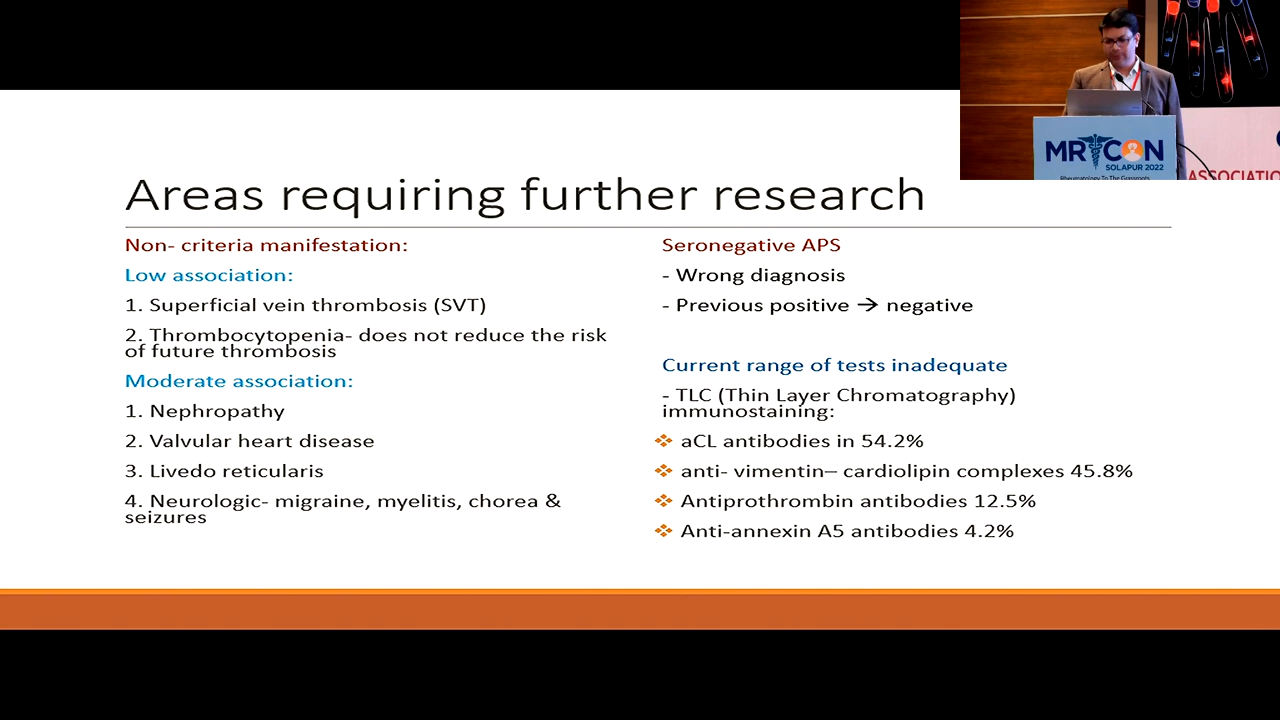 Areas requiring further research
Non- criteria manifestation:
Low association:
1. Superficial vein thrombosis (SVT)
2. Thrombocytopenia- does not reduce the risk
of future thrombosis
Moderate association:
1. Nephropathy
2. Valvular heart disease
3. Livedo reticularis
4. Neurologic- migraine, myelitis, chorea &
seizures
Seronegative APS
- Wrong diagnosis
- Previous positive → negative
Current range of tests inadequate
- TLC (Thin Layer Chromatography)
immunostaining:
❖ aCL antibodies in 54.2%
❖ anti- vimentin– cardiolipin complexes 45.8%
❖ Antiprothrombin antibodies 12.5%
❖ Anti-annexin A5 antibodies 4.2%
MR CON
SOLAPUR 2022
Rheumatology To The Grassroots
ASSOCIATIO